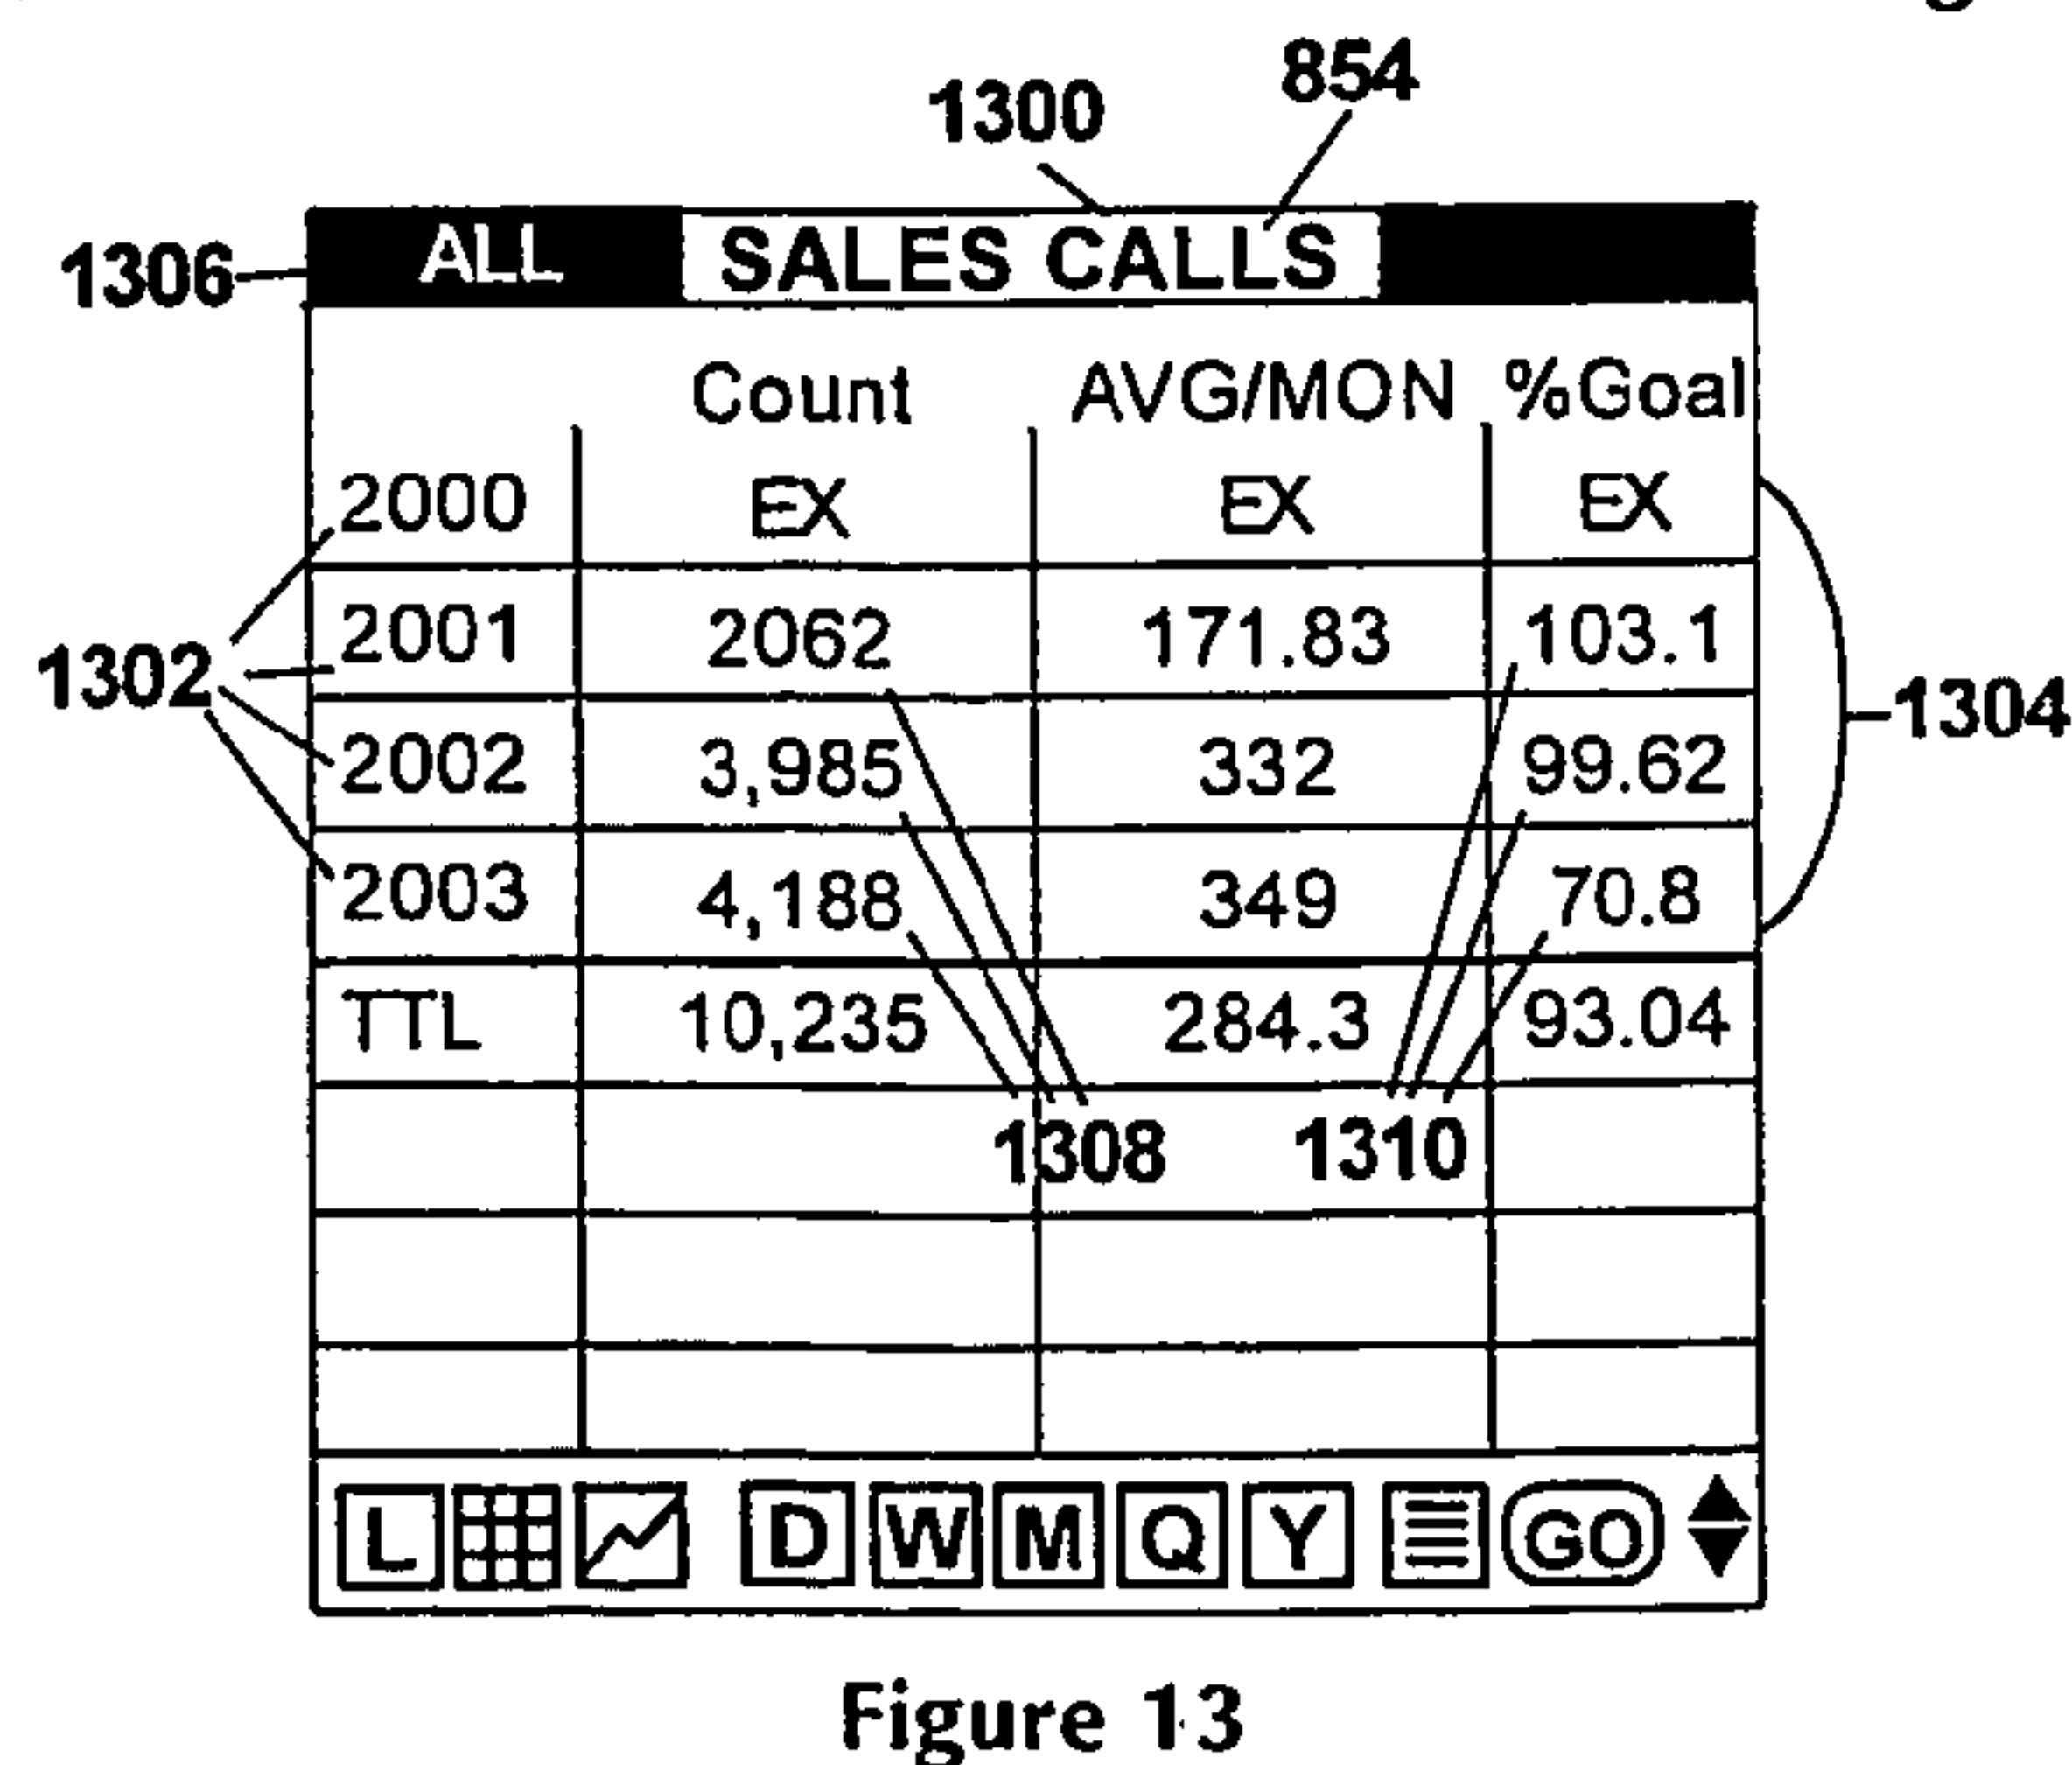 854
1300
1306 ALL SALES CALLS
Count AVG/MON %Goal
2000 EX EX EX
2001 2062 171.83 103.1
1302 1304
2002 3,985 332 99.62
2003 4,188 349 70.8
TTL 10,235 284.3 93.04
1308 1310
L D W M Q Y GO
Figure 13